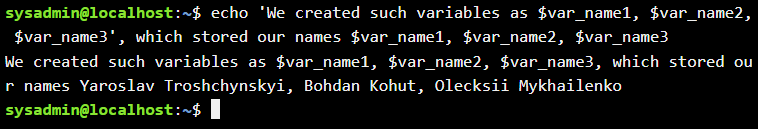 sysadmin@localhost:~$ echo 'We created such variables as $var_name1, $var_name2,
 $var_name3', which stored our names $var_name1, $var_name2, $var_name3
We created such variables as $var_name1, $var_name2, $var_name3, which stored ou
r names Yaroslav Troshchynskyi, Bohdan Kohut, Olecksii Mykhailenko
sysadmin@localhost:~$